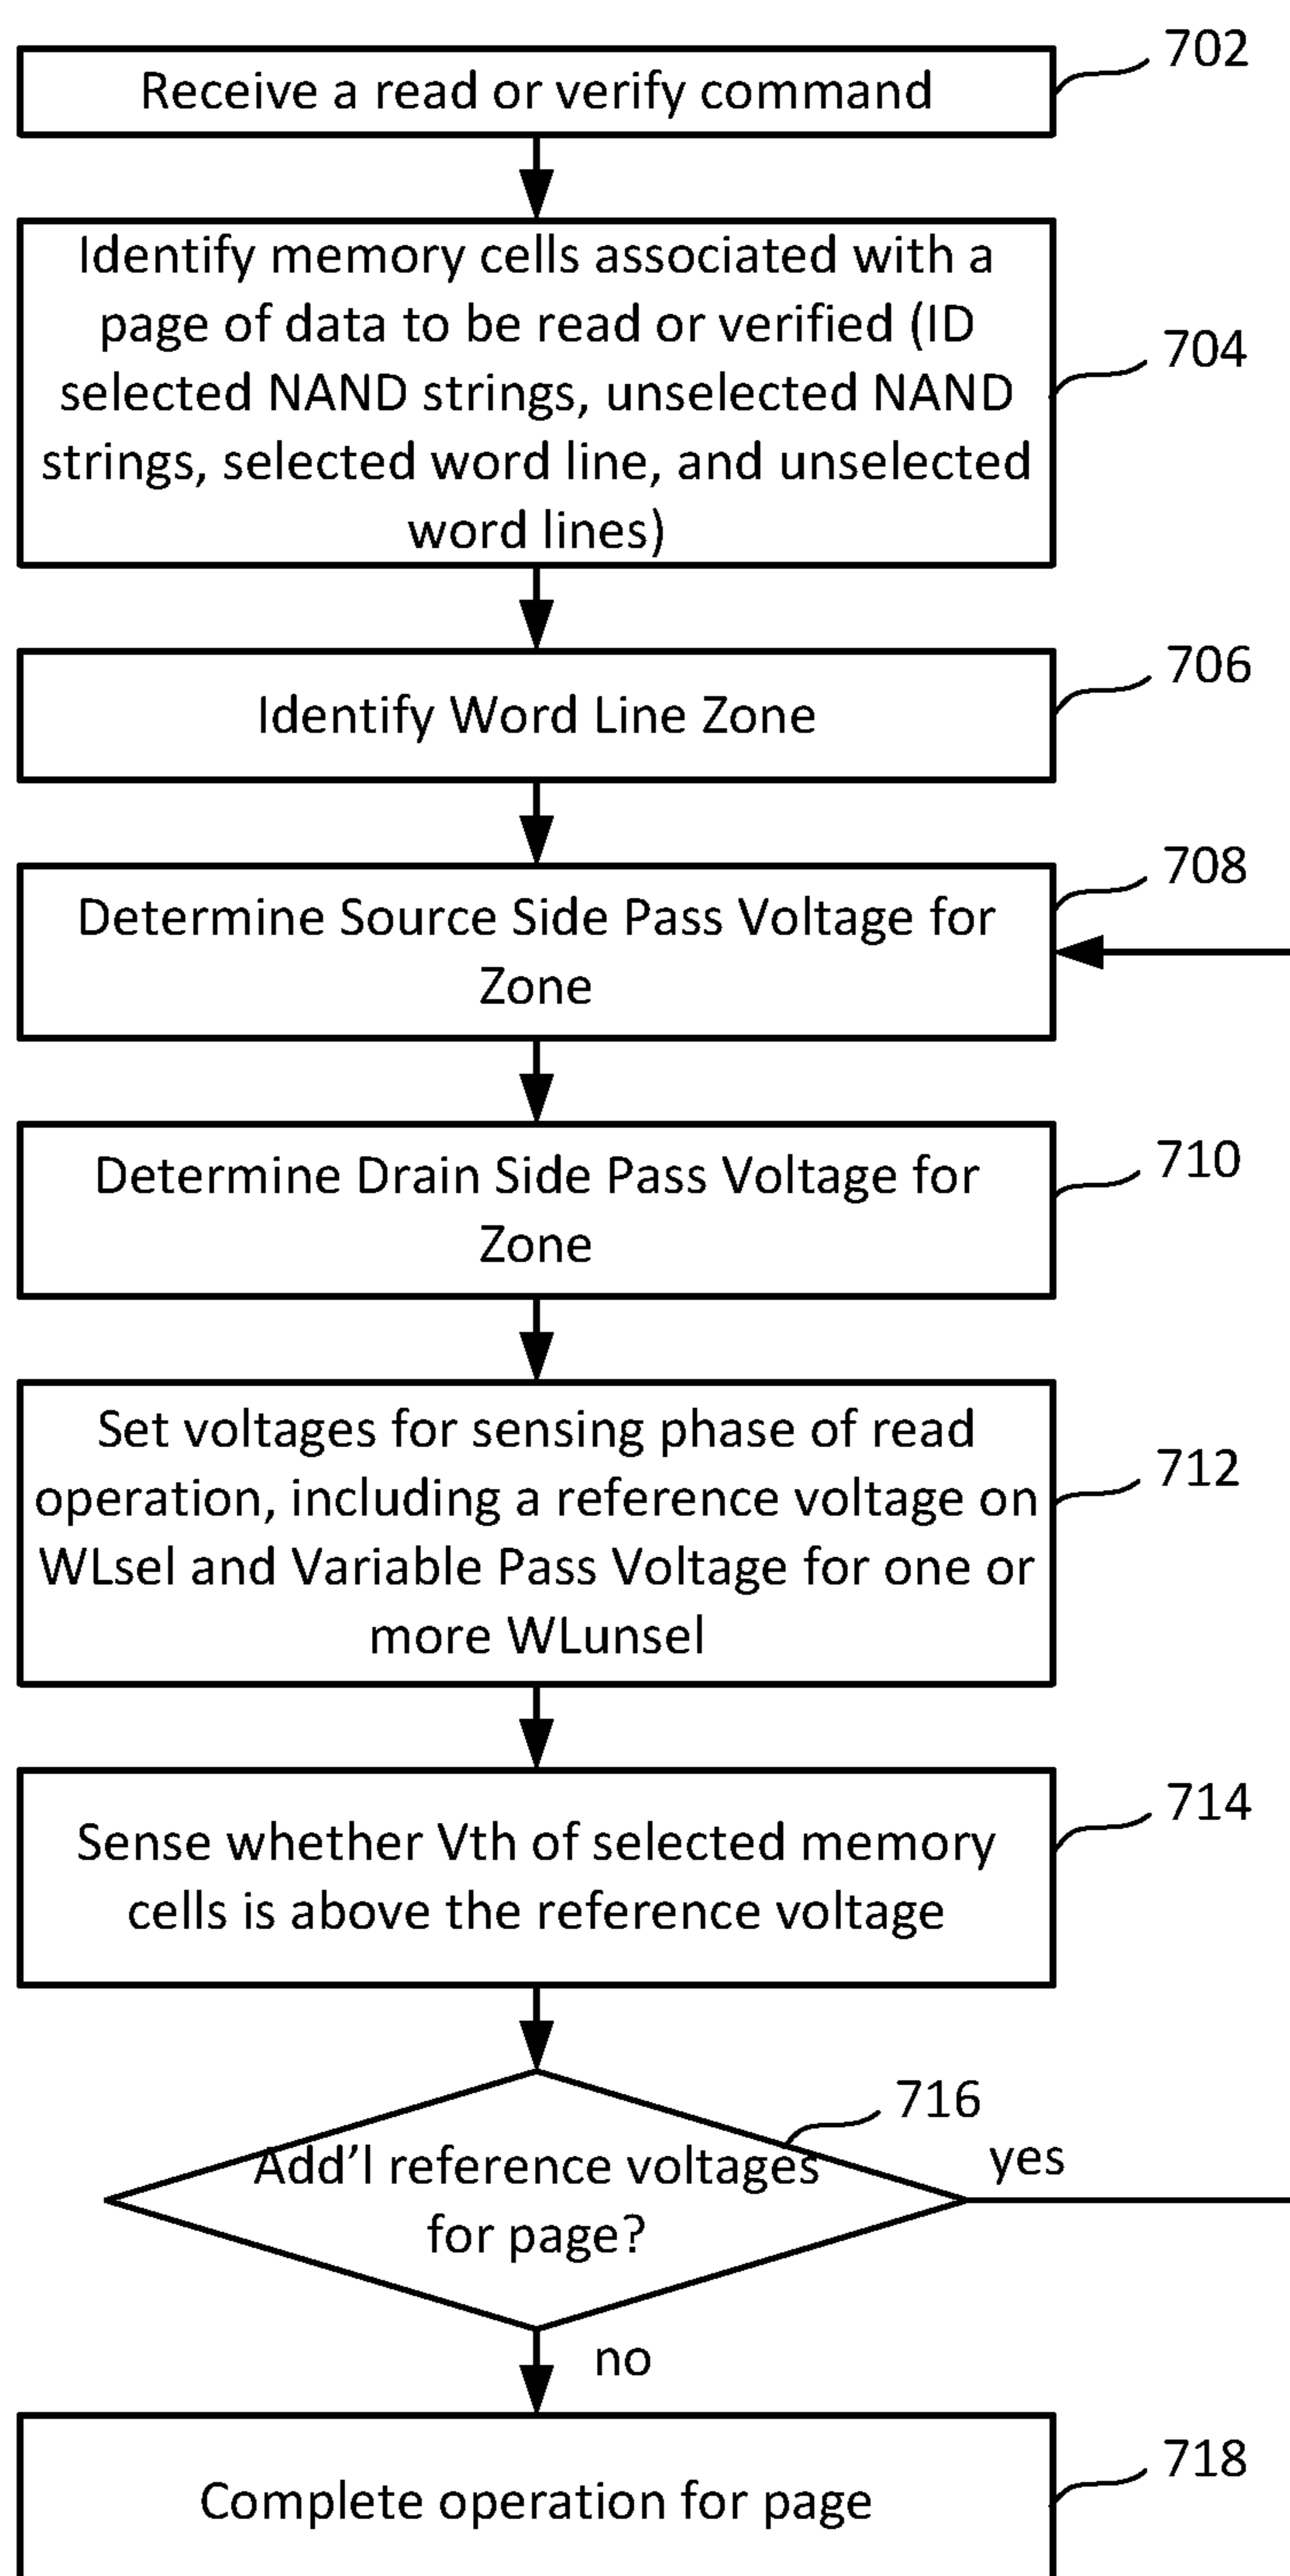 702
Receive a read or verify command
Identify memory cells associated with a
page of data to be read or verified (ID
selected NAND strings, unselected NAND
strings, selected word line, and unselected
word lines)
704
706
Identify Word Line Zone
708
Determine Source Side Pass Voltage for
Zone
710
Determine Drain Side Pass Voltage for
Zone
Set voltages for sensing phase of read
operation, including a reference voltage on
WLsel and Variable Pass Voltage for one or
more WLunsel
712
714
Sense whether Vth of selected memory
cells is above the reference voltage
716
Add’l reference voltages
for page?
yes
no
718
Complete operation for page